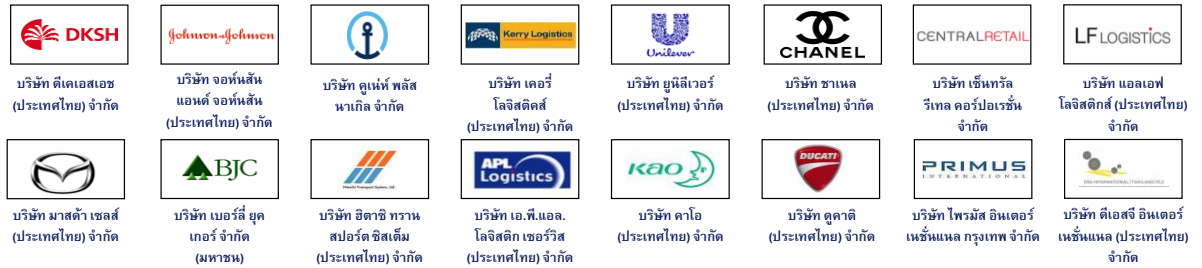 DKSH
บริษัท ดีเคเอสเอช
(ประเทศไทย) จำกัด
Johnson & Johnson
บริษัท จอห์นสัน
แอนด์ จอห์นสัน
(ประเทศไทย) จำกัด
บริษัท คูเน่ห์ พลัส
นาเกิล จำกัด
Kerry Logistics
บริษัท เคอรี่
โลจิสติคส์
(ประเทศไทย) จำกัด
Unilever
บริษัท ยูนิลีเวอร์
(ประเทศไทย) จำกัด
CHANEL
บริษัท ชาเนล
(ประเทศไทย) จำกัด
CENTRALRETAIL
บริษัท เซ็นทรัล
รีเทล คอร์ปอเรชั่น
จำกัด
LF LOGISTICS
บริษัท แอลเอฟ
โลจิสติกส์ (ประเทศไทย)
จำกัด
บริษัท มาสด้า เซลส์
(ประเทศไทย) จำกัด
BJC
บริษัท เบอร์ลี่ ยุค
เกอร์ จำกัด
(มหาชน)
Hitachi Transport System, Ltd.
บริษัท ฮิตาชิ ทราน
สปอร์ต ซิสเต็ม
(ประเทศไทย) จำกัด
APL
Logistics
บริษัท เอ.พี.แอล.
โลจิสติก เซอร์วิส
(ประเทศไทย) จำกัด
Kao
บริษัท คาโอ
(ประเทศไทย) จำกัด
DUCATI
บริษัท ดูคาติ
(ประเทศไทย) จำกัด
PRIMUS
INTERNATIONAL
บริษัท ไพรมัส อินเตอร์
เนชั่นแนล กรุงเทพ จำกัด
DSG INTERNATIONAL (THAILAND) PLC
บริษัท ดีเอสจี อินเตอร์
เนชั่นแนล (ประเทศไทย)
จำกัด